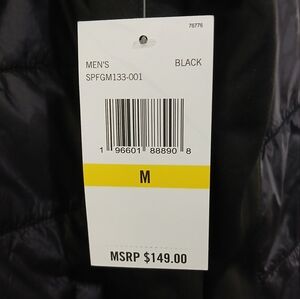 76776
MEN'S BLACK
SPFGM133-001
1 96601 88890 8
M
MSRP $149.00